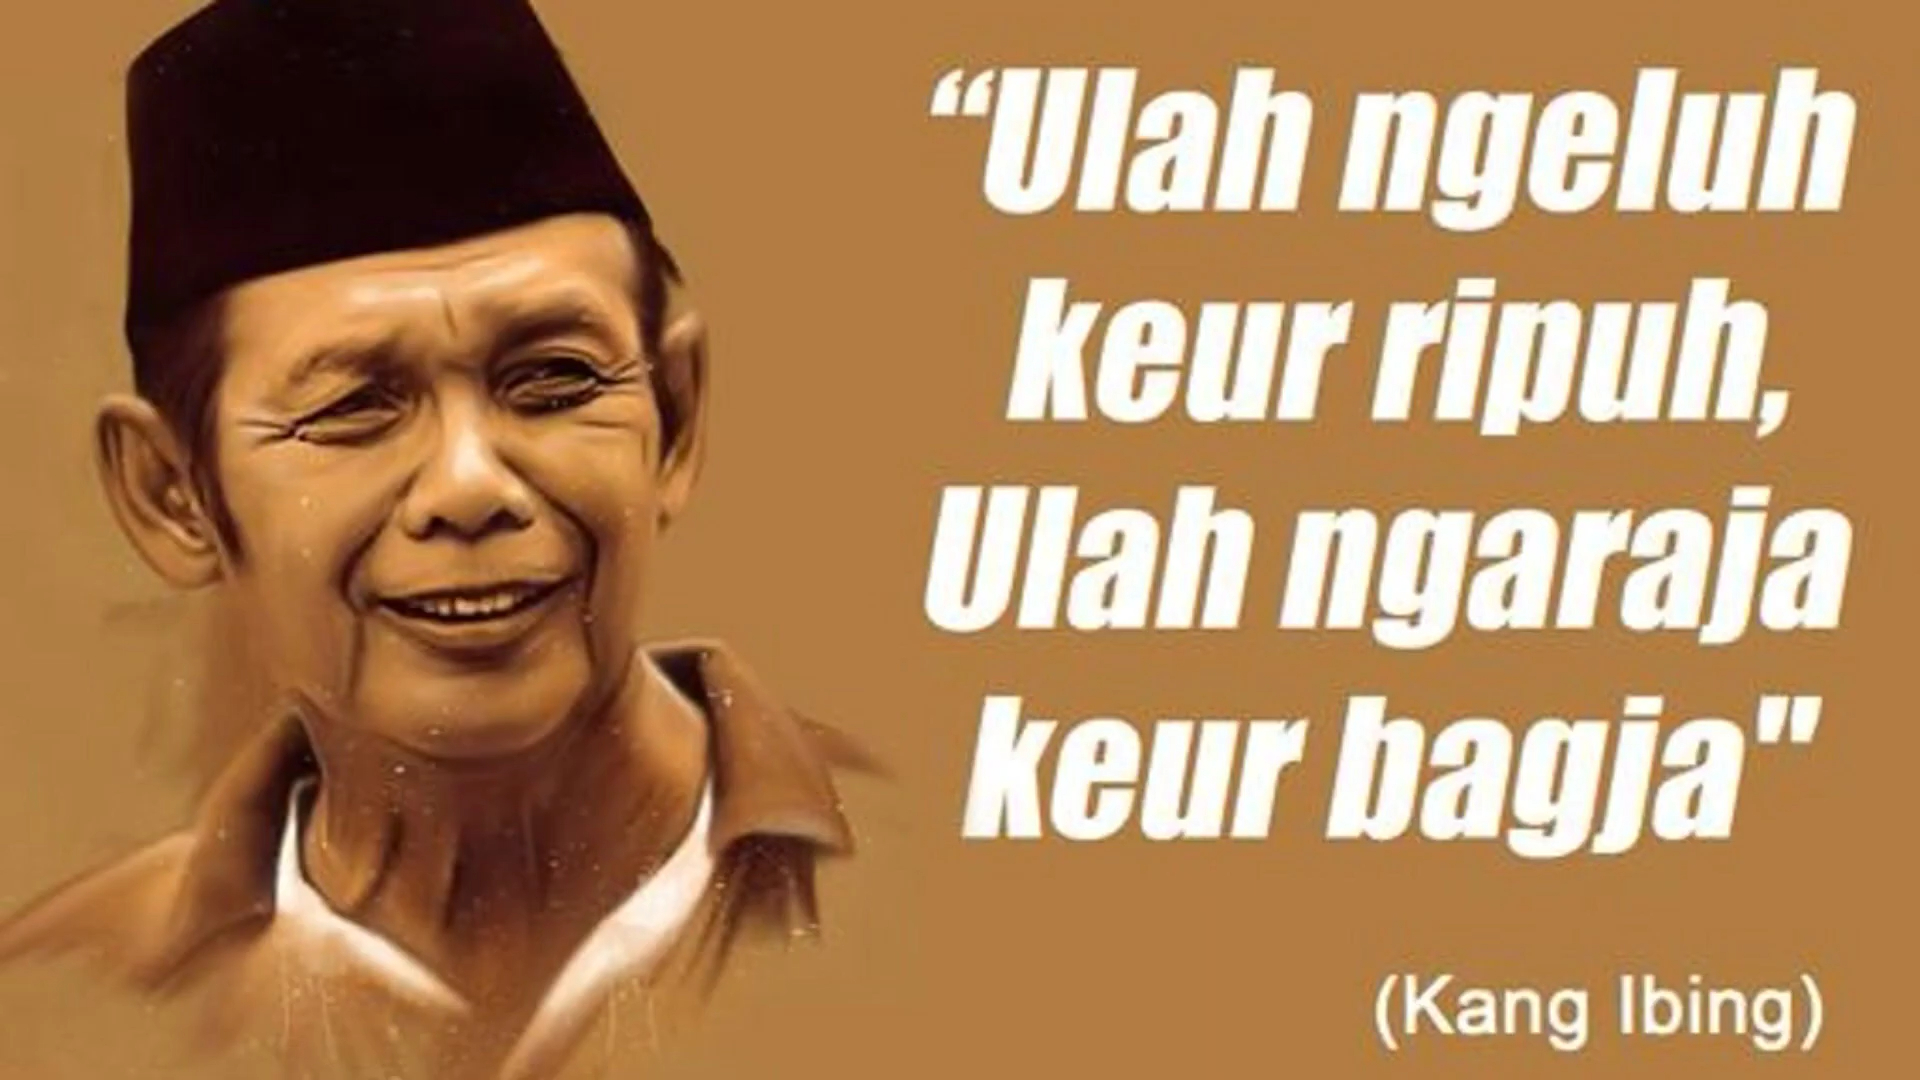 “Ulah ngeluh
keur ripuh,
Ulah ngaraja
keur bagja"
(Kang Ibing)